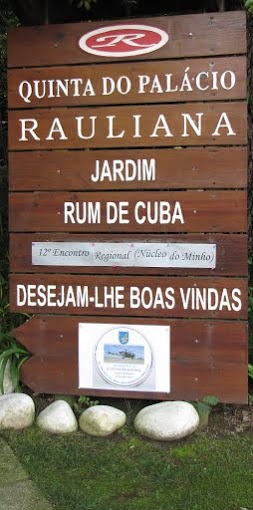 R
QUINTA DO PALÁCIO
RAULIANA
JARDIM
RUM DE CUBA
12º Encontro Regional (Núcleo do Minho)
DESEJAM-LHE BOAS VINDAS